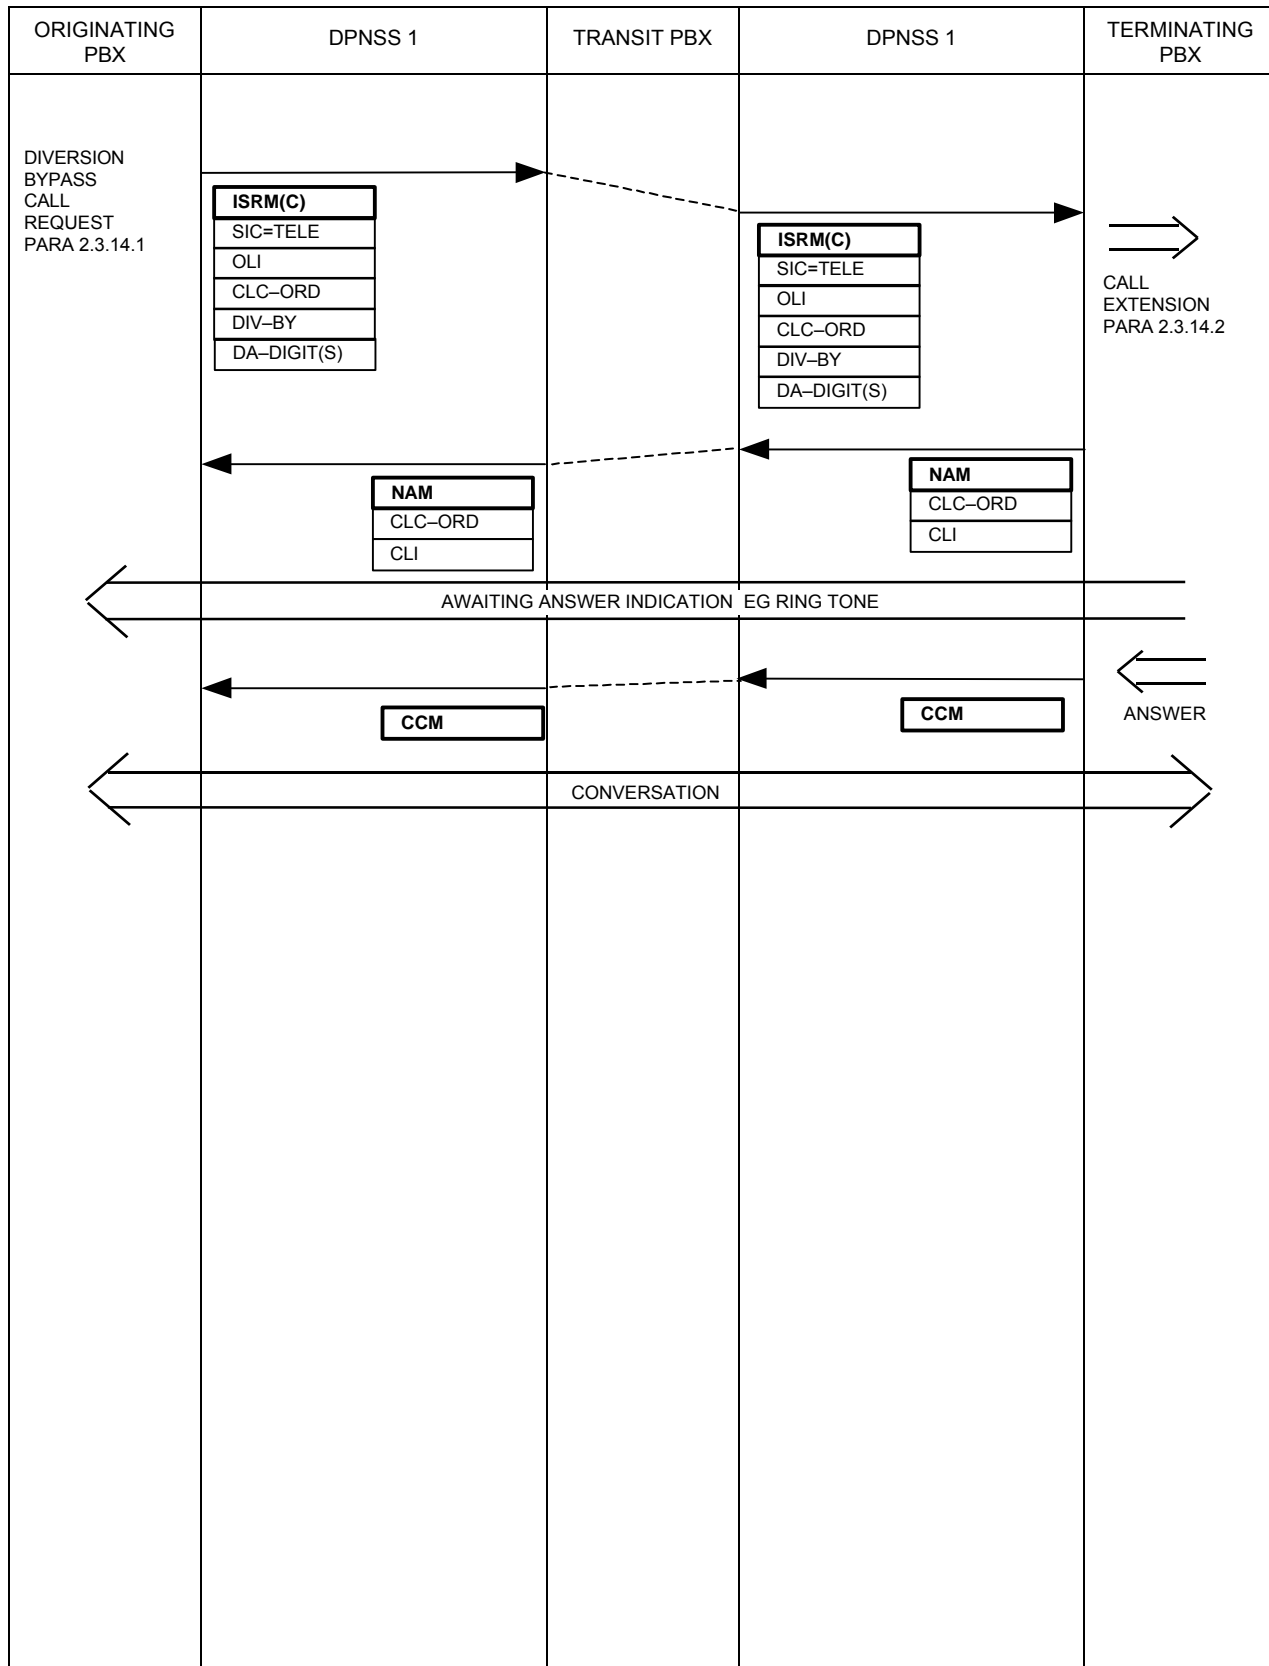 ORIGINATING
PBX
DPNSS 1
TRANSIT PBX
DPNSS 1
TERMINATING
PBX
DIVERSION
BYPASS
CALL
REQUEST
PARA 2.3.14.1
ISRM(C)
SIC=TELE
OLI
CLC–ORD
DIV–BY
DA–DIGIT(S)
ISRM(C)
SIC=TELE
OLI
CLC–ORD
DIV–BY
DA–DIGIT(S)
CALL
EXTENSION
PARA 2.3.14.2
NAM
CLC–ORD
CLI
NAM
CLC–ORD
CLI
AWAITING ANSWER INDICATION EG RING TONE
CCM
CCM
ANSWER
CONVERSATION